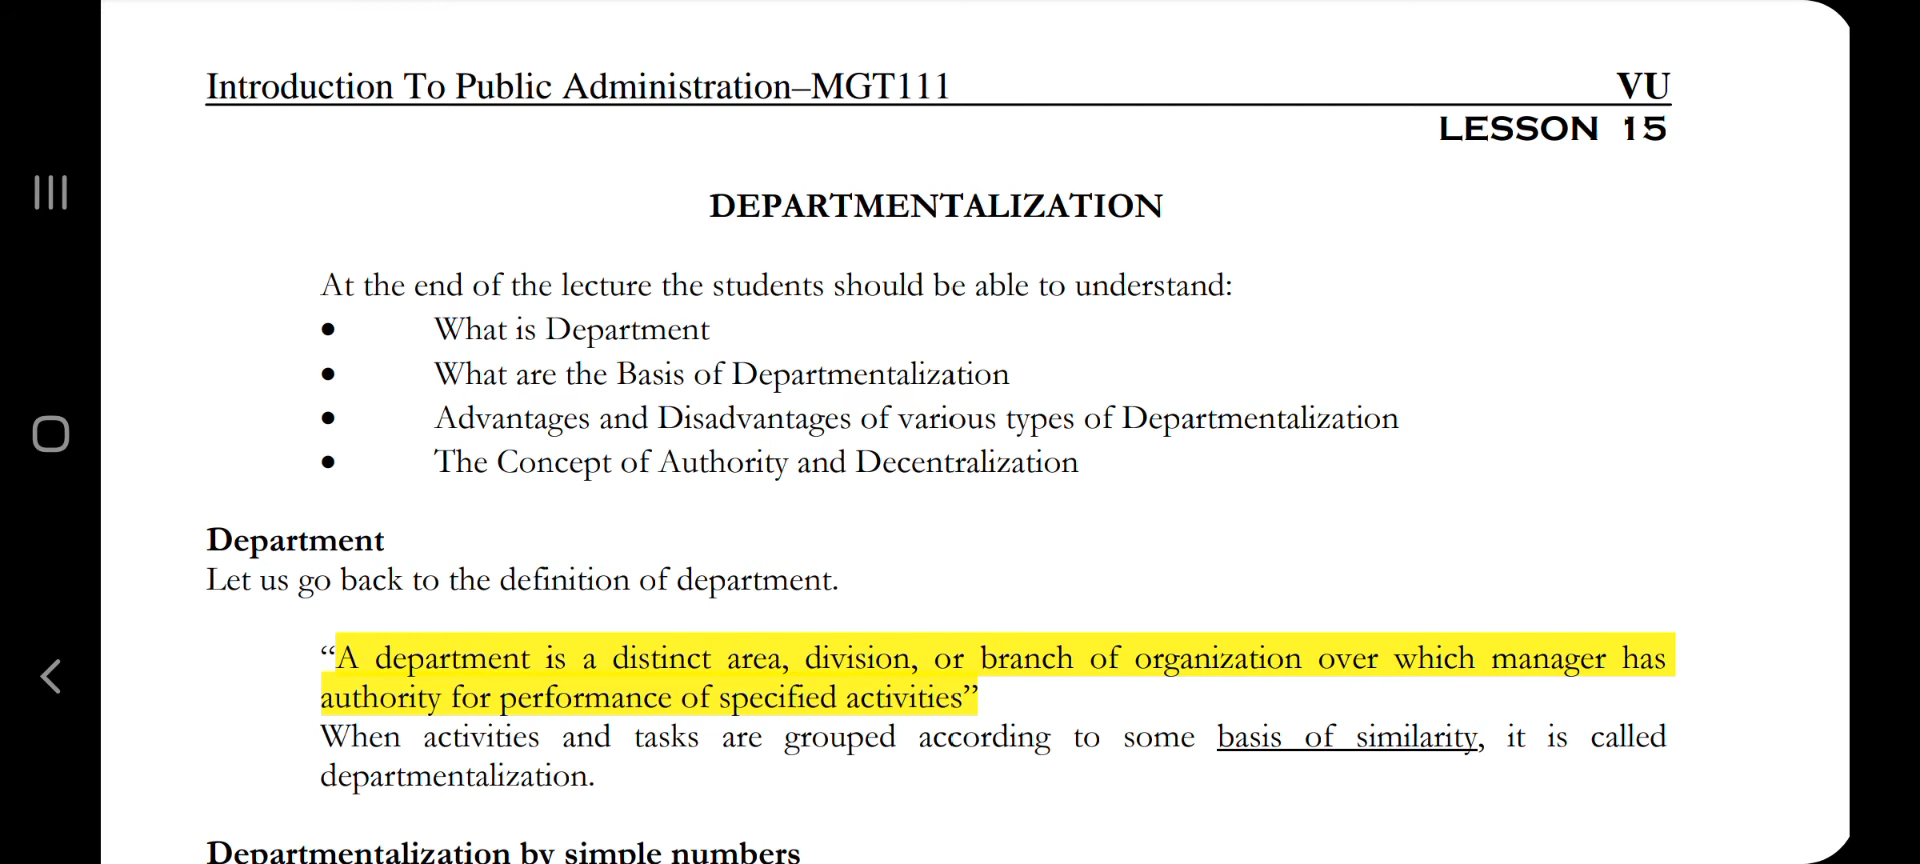 Introduction To Public Administration–MGT111 VU
LESSON 15
DEPARTMENTALIZATION
At the end of the lecture the students should be able to understand:
• What is Department
• What are the Basis of Departmentalization
• Advantages and Disadvantages of various types of Departmentalization
• The Concept of Authority and Decentralization
Department
Let us go back to the definition of department.
“A department is a distinct area, division, or branch of organization over which manager has
authority for performance of specified activities”
When activities and tasks are grouped according to some basis of similarity, it is called
departmentalization.
Departmentalization by simple numbers